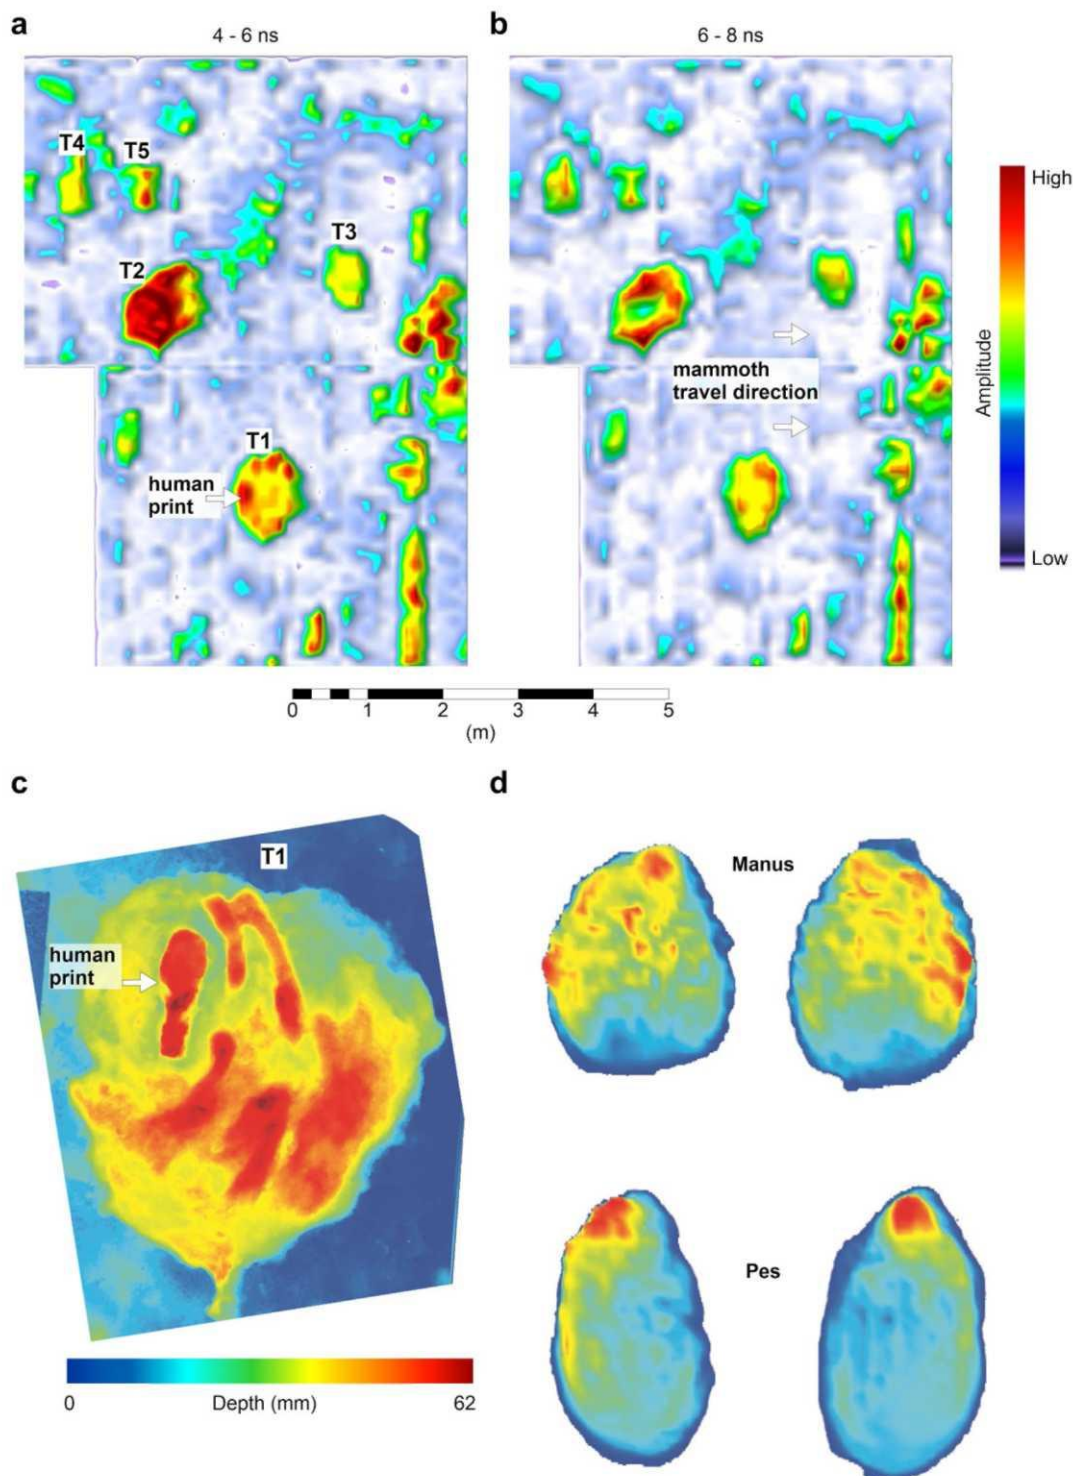 a
4 - 6 ns
b
6 - 8 ns
T4
T5
T3
T2
T1
human
print
mammoth
travel direction
High
Amplitude
Low
0 1 2 3 4 5
(m)
c
T1
human
print
0 Depth (mm) 62
d
Manus
Pes